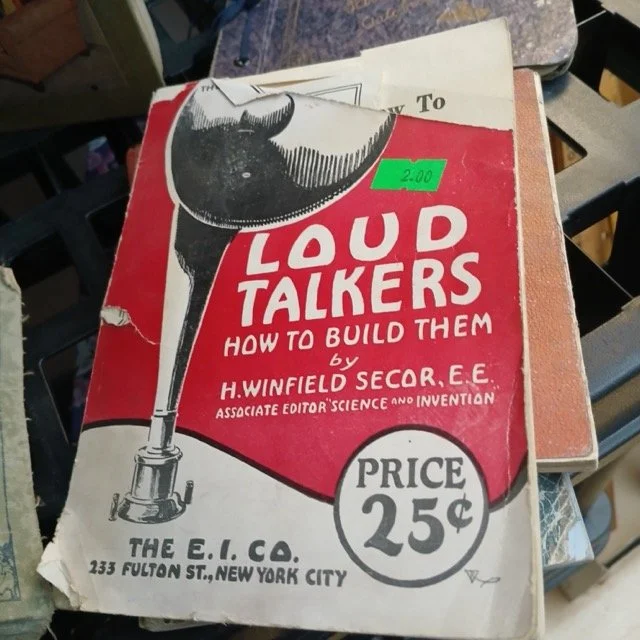 TH
w To
2.00
LOUD
TALKERS
HOW TO BUILD THEM
by
H. WINFIELD SECOR, E.E.
ASSOCIATE EDITOR "SCIENCE AND INVENTION
PRICE
25¢
THE E. I. CO.
233 FULTON ST., NEW YORK CITY